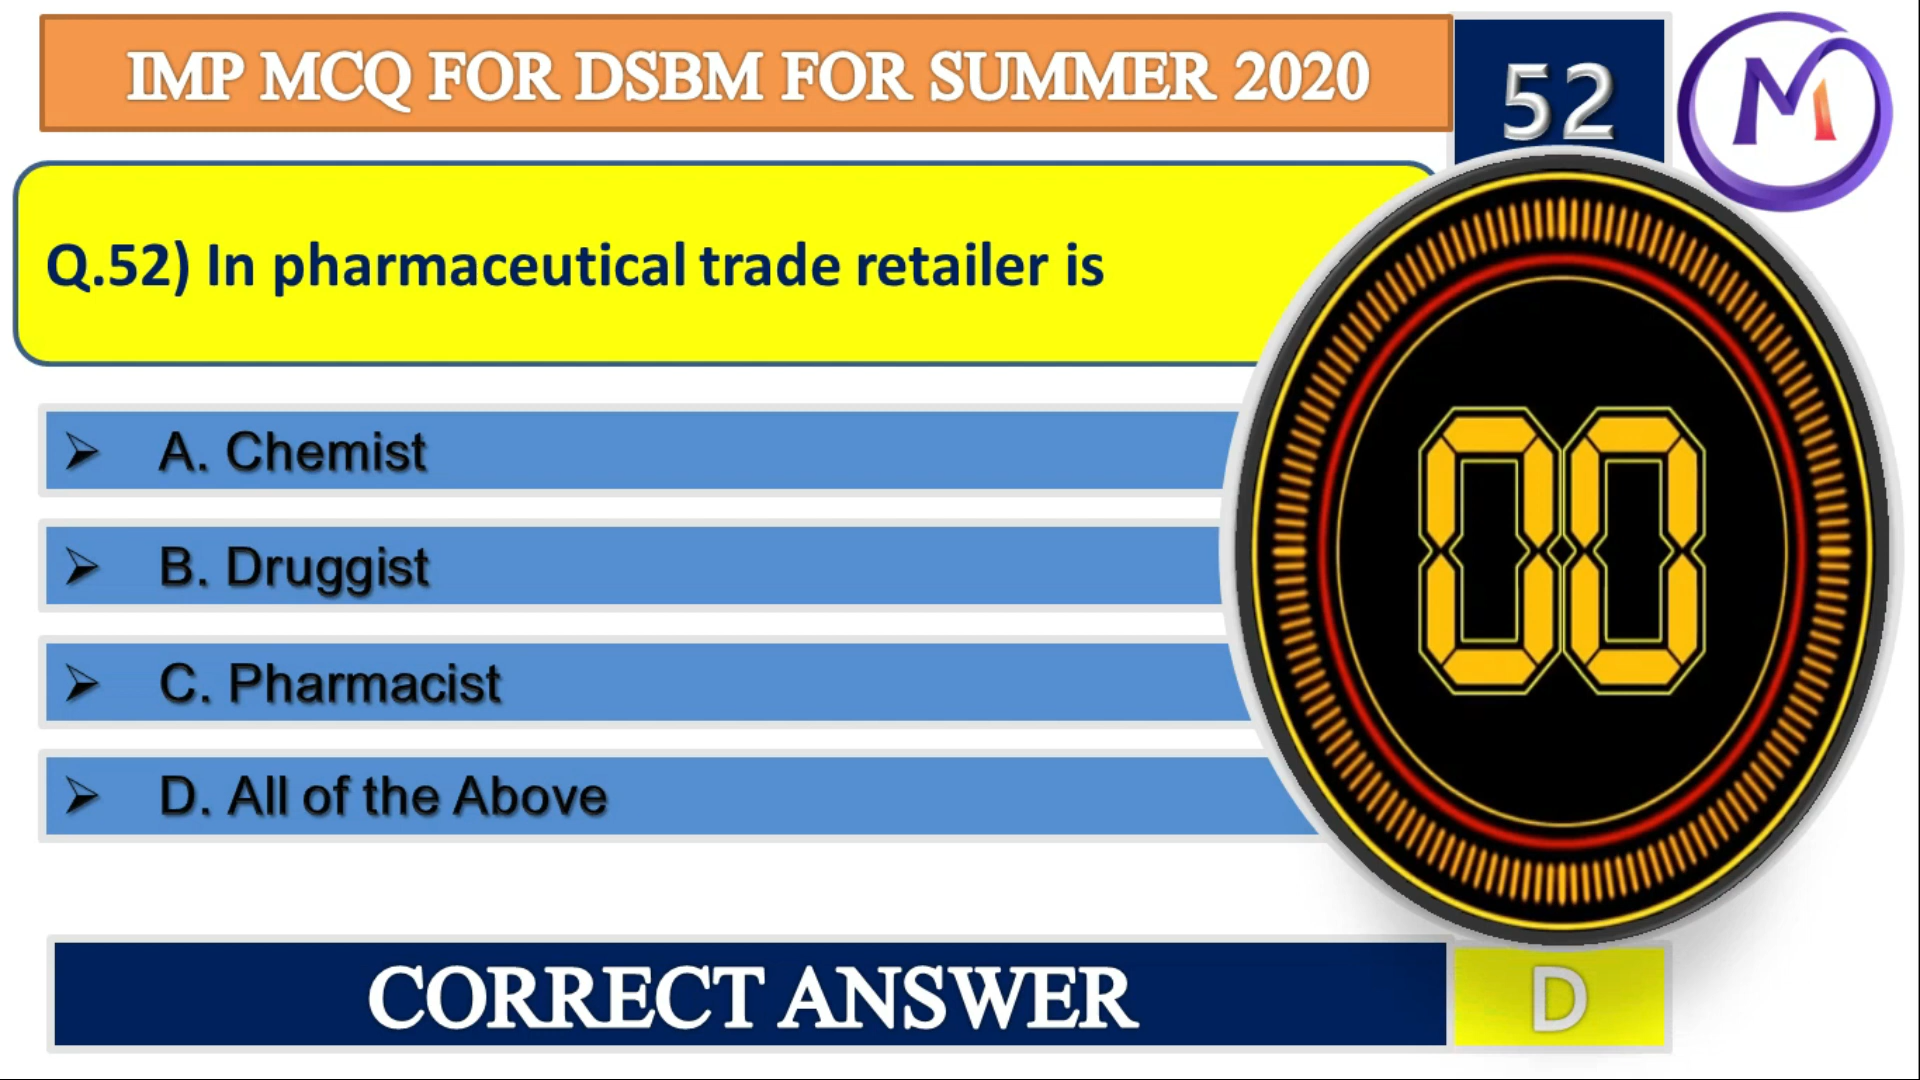 IMP MCQ FOR DSBM FOR SUMMER 2020
52
M
Q.52) In pharmaceutical trade retailer is
A. Chemist
B. Druggist
C. Pharmacist
D. All of the Above
00
CORRECT ANSWER
D